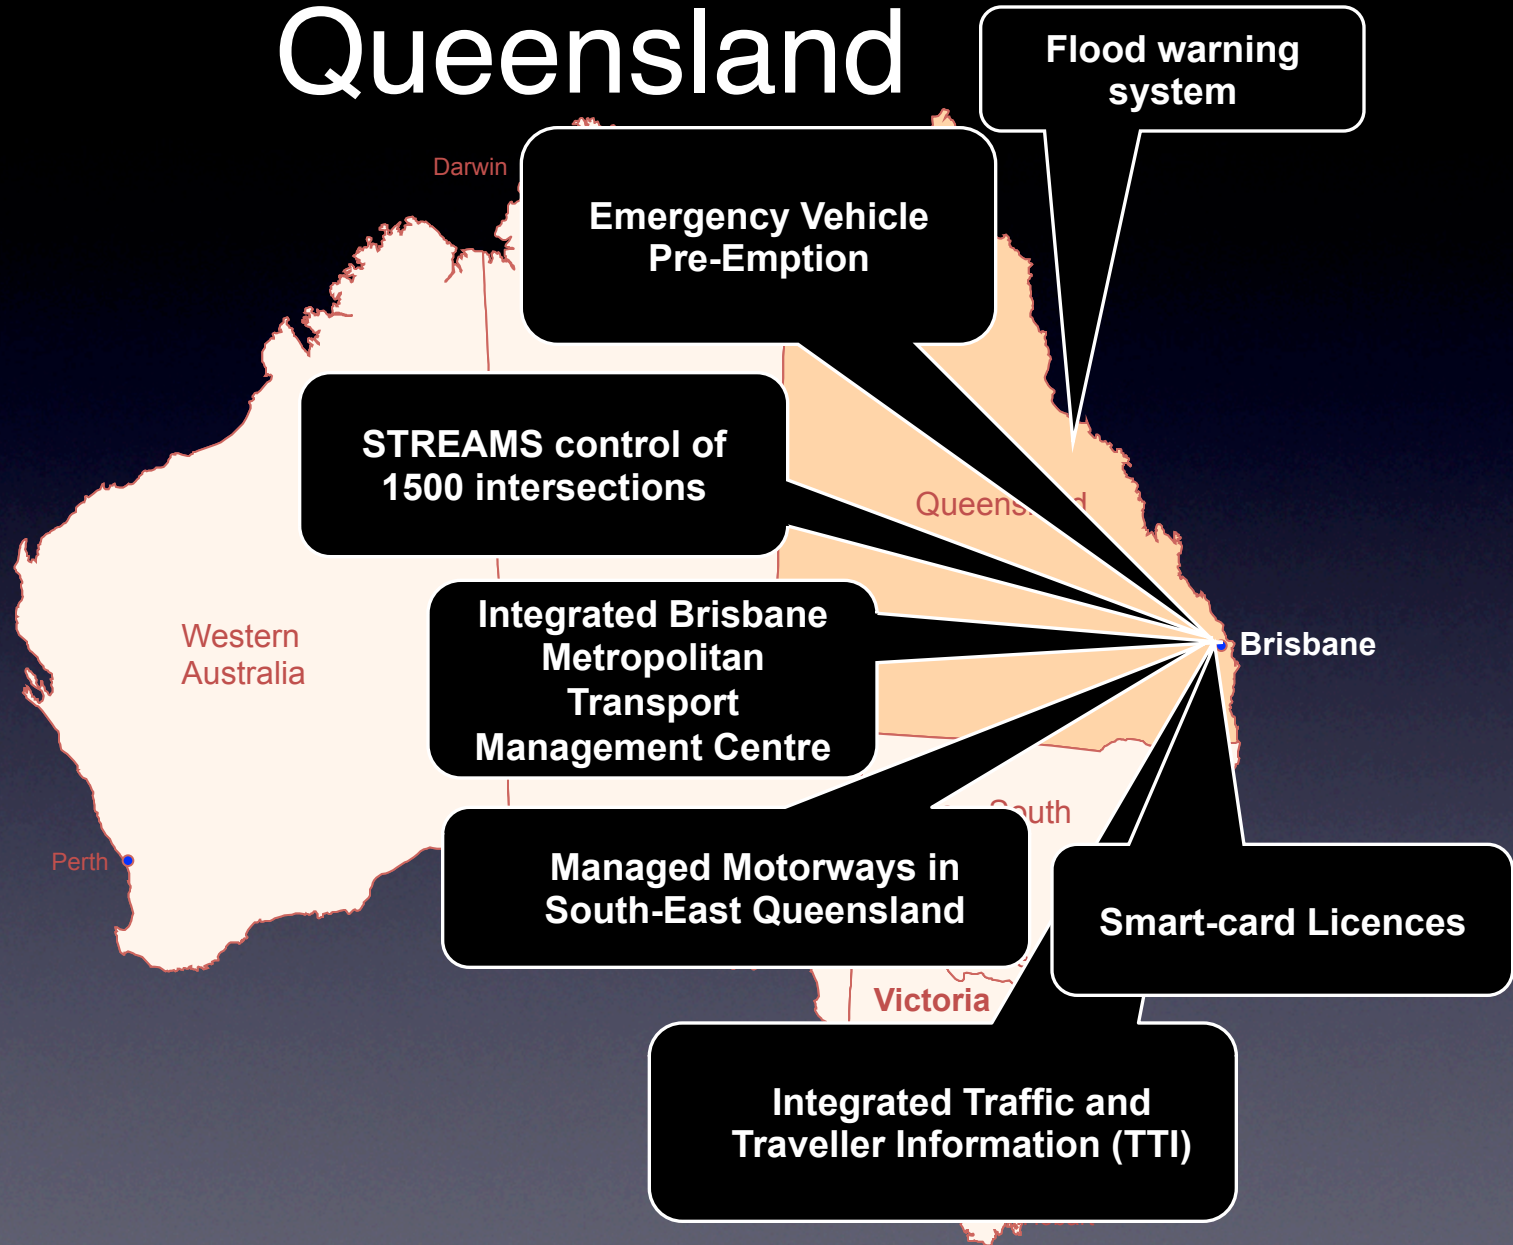 Queensland
Flood warning
system
Darwin
Emergency Vehicle
Pre-Emption
STREAMS control of
1500 intersections
Integrated Brisbane
Metropolitan
Transport
Management Centre
Western
Australia
Brisbane
Perth
Managed Motorways in
South-East Queensland
Smart-card Licences
Victoria
Integrated Traffic and
Traveller Information (TTI)